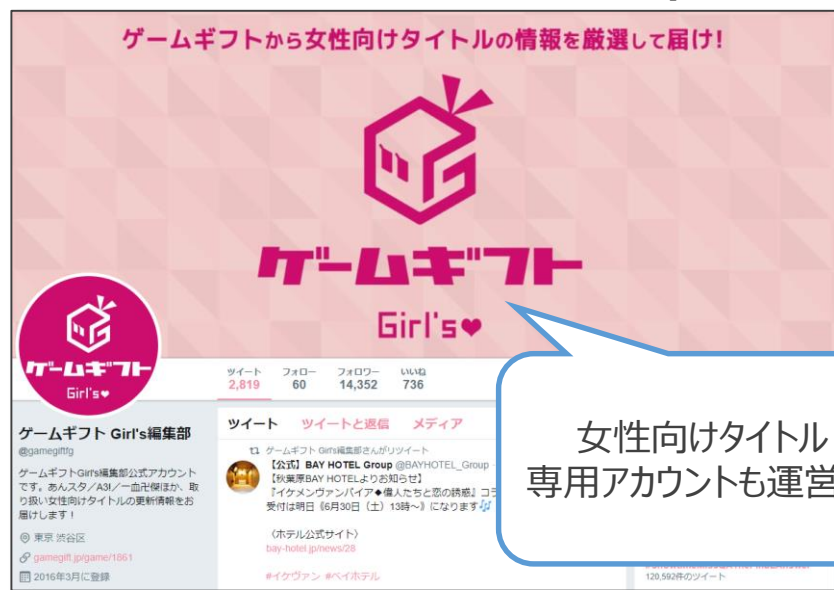 ゲームギフトから女性向けタイトルの情報を厳選して届け!
ゲームギフト
Girl's♥
ゲームギフト
Girl's♥
ツイート フォロー フォロワー いいね
2,819 60 14,352 736
ゲームギフト Girl's編集部
@gamegiftfg
ゲームギフトGirl's編集部公式アカウント
です。あんスタ/A3!/一血卍傑ほか、取
り扱い女性向けタイトルの更新情報をお
届けします!
東京 渋谷区
gamegift.jp/game/1861
2016年3月に登録
ツイート ツイートと返信 メディア
ゲームギフト Girl's編集部さんがリツイート
【公式】BAY HOTEL Group @BAYHOTEL_Group
【秋葉原BAY HOTELよりお知らせ】
『イケメンヴァンパイア◆偉人たちと恋の誘惑』コラ
受付は明日《6月30日(土)13時~》になります
〈ホテル公式サイト〉
bay-hotel.jp/news/28
#イケヴァン #ベイホテル
女性向けタイトル
専用アカウントも運営
120,592件のツイート